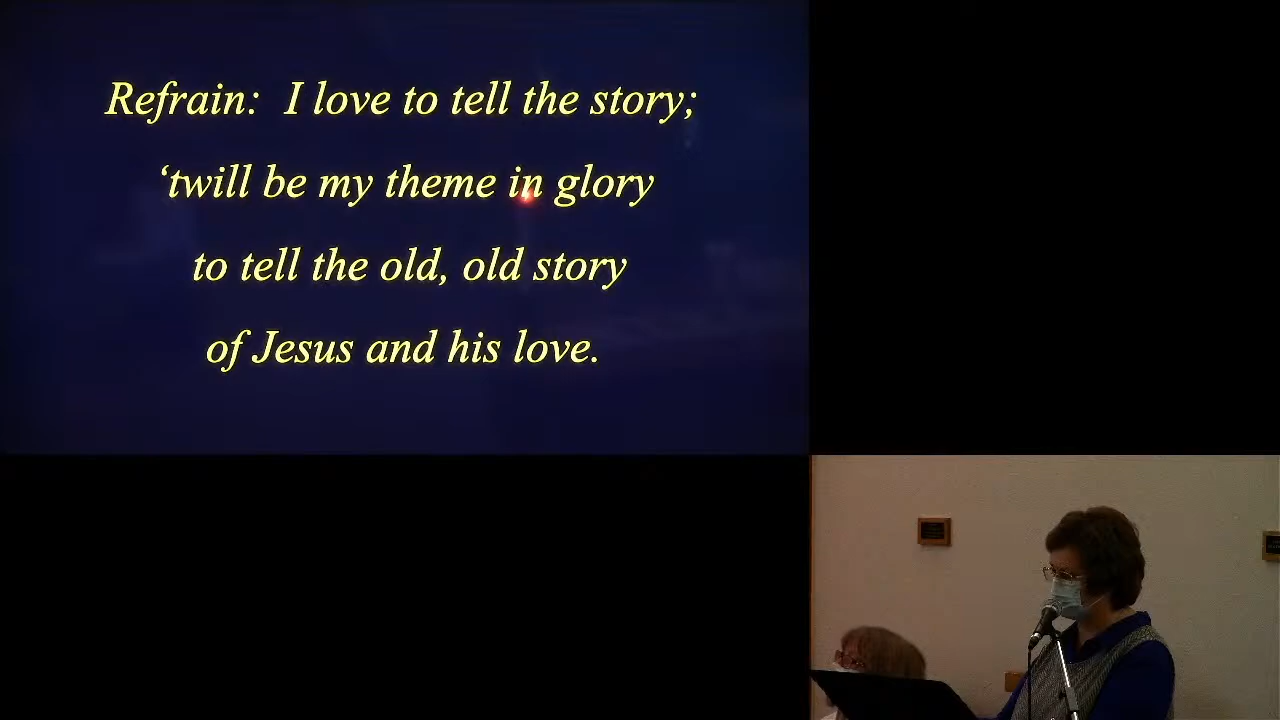 Refrain: I love to tell the story;
‘twill be my theme in glory
to tell the old, old story
of Jesus and his love.